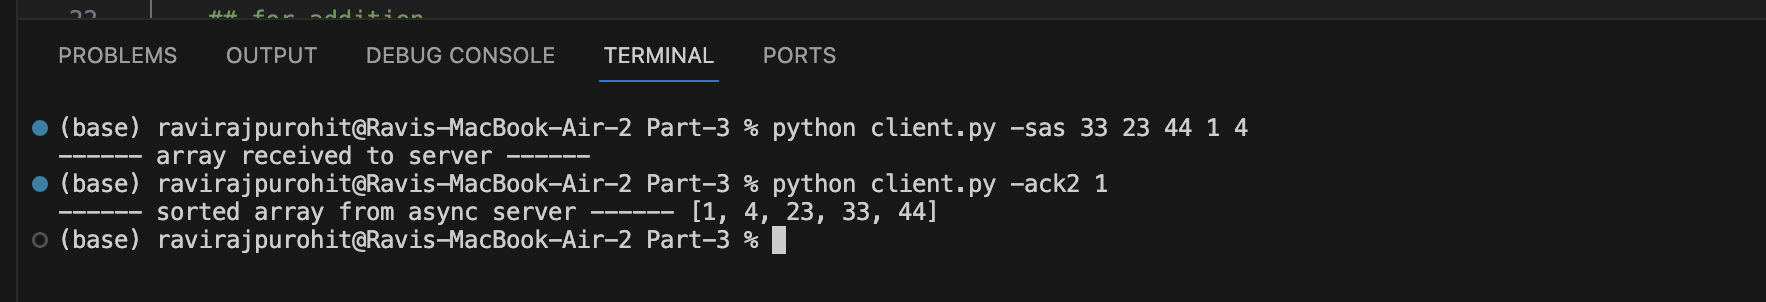 32 ## for addition
PROBLEMS OUTPUT DEBUG CONSOLE TERMINAL PORTS
(base) ravirajpurohit@Ravis-MacBook-Air-2 Part-3 % python client.py -sas 33 23 44 1 4
------ array received to server ------
(base) ravirajpurohit@Ravis-MacBook-Air-2 Part-3 % python client.py -ack2 1
------ sorted array from async server ------ [1, 4, 23, 33, 44]
(base) ravirajpurohit@Ravis-MacBook-Air-2 Part-3 %